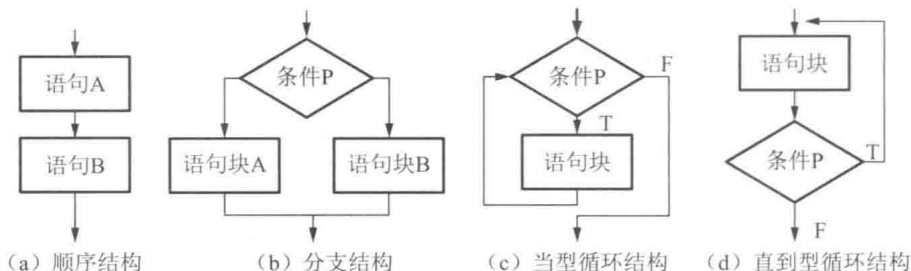 语句A
语句B
(a) 顺序结构
条件P
语句块A
语句块B
(b) 分支结构
条件P
F
T
语句块
(c) 当型循环结构
语句块
条件P
T
F
(d) 直到型循环结构